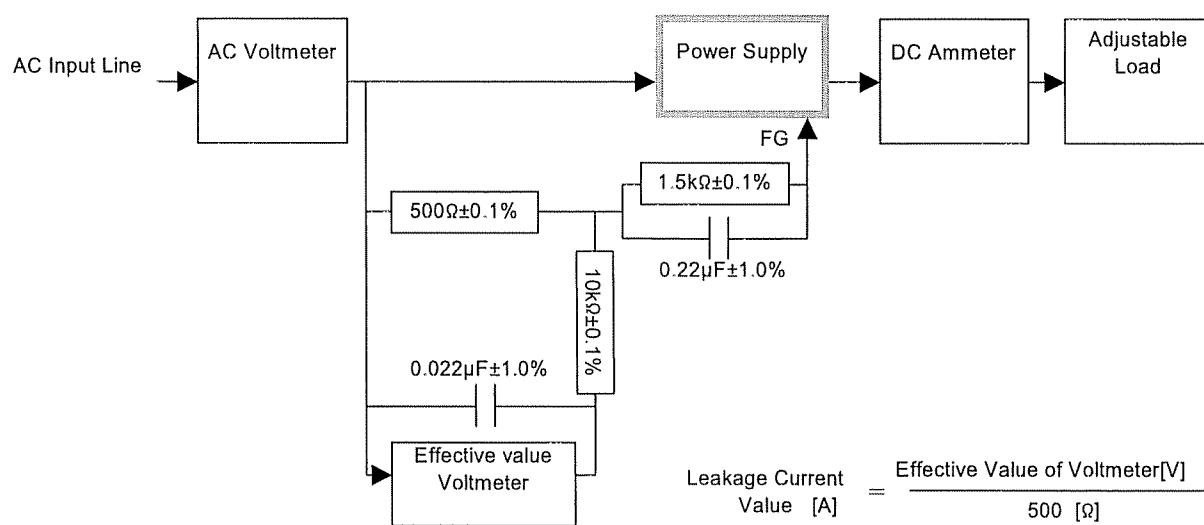 AC Input Line
AC Voltmeter
Power Supply
DC Ammeter
Adjustable
Load
FG
1.5kΩ±0.1%
500Ω±0.1%
0.22µF±1.0%
10kΩ±0.1%
0.022µF±1.0%
Effective value
Voltmeter
Leakage Current
Value [A]
=
Effective Value of Voltmeter[V]
500 [Ω]